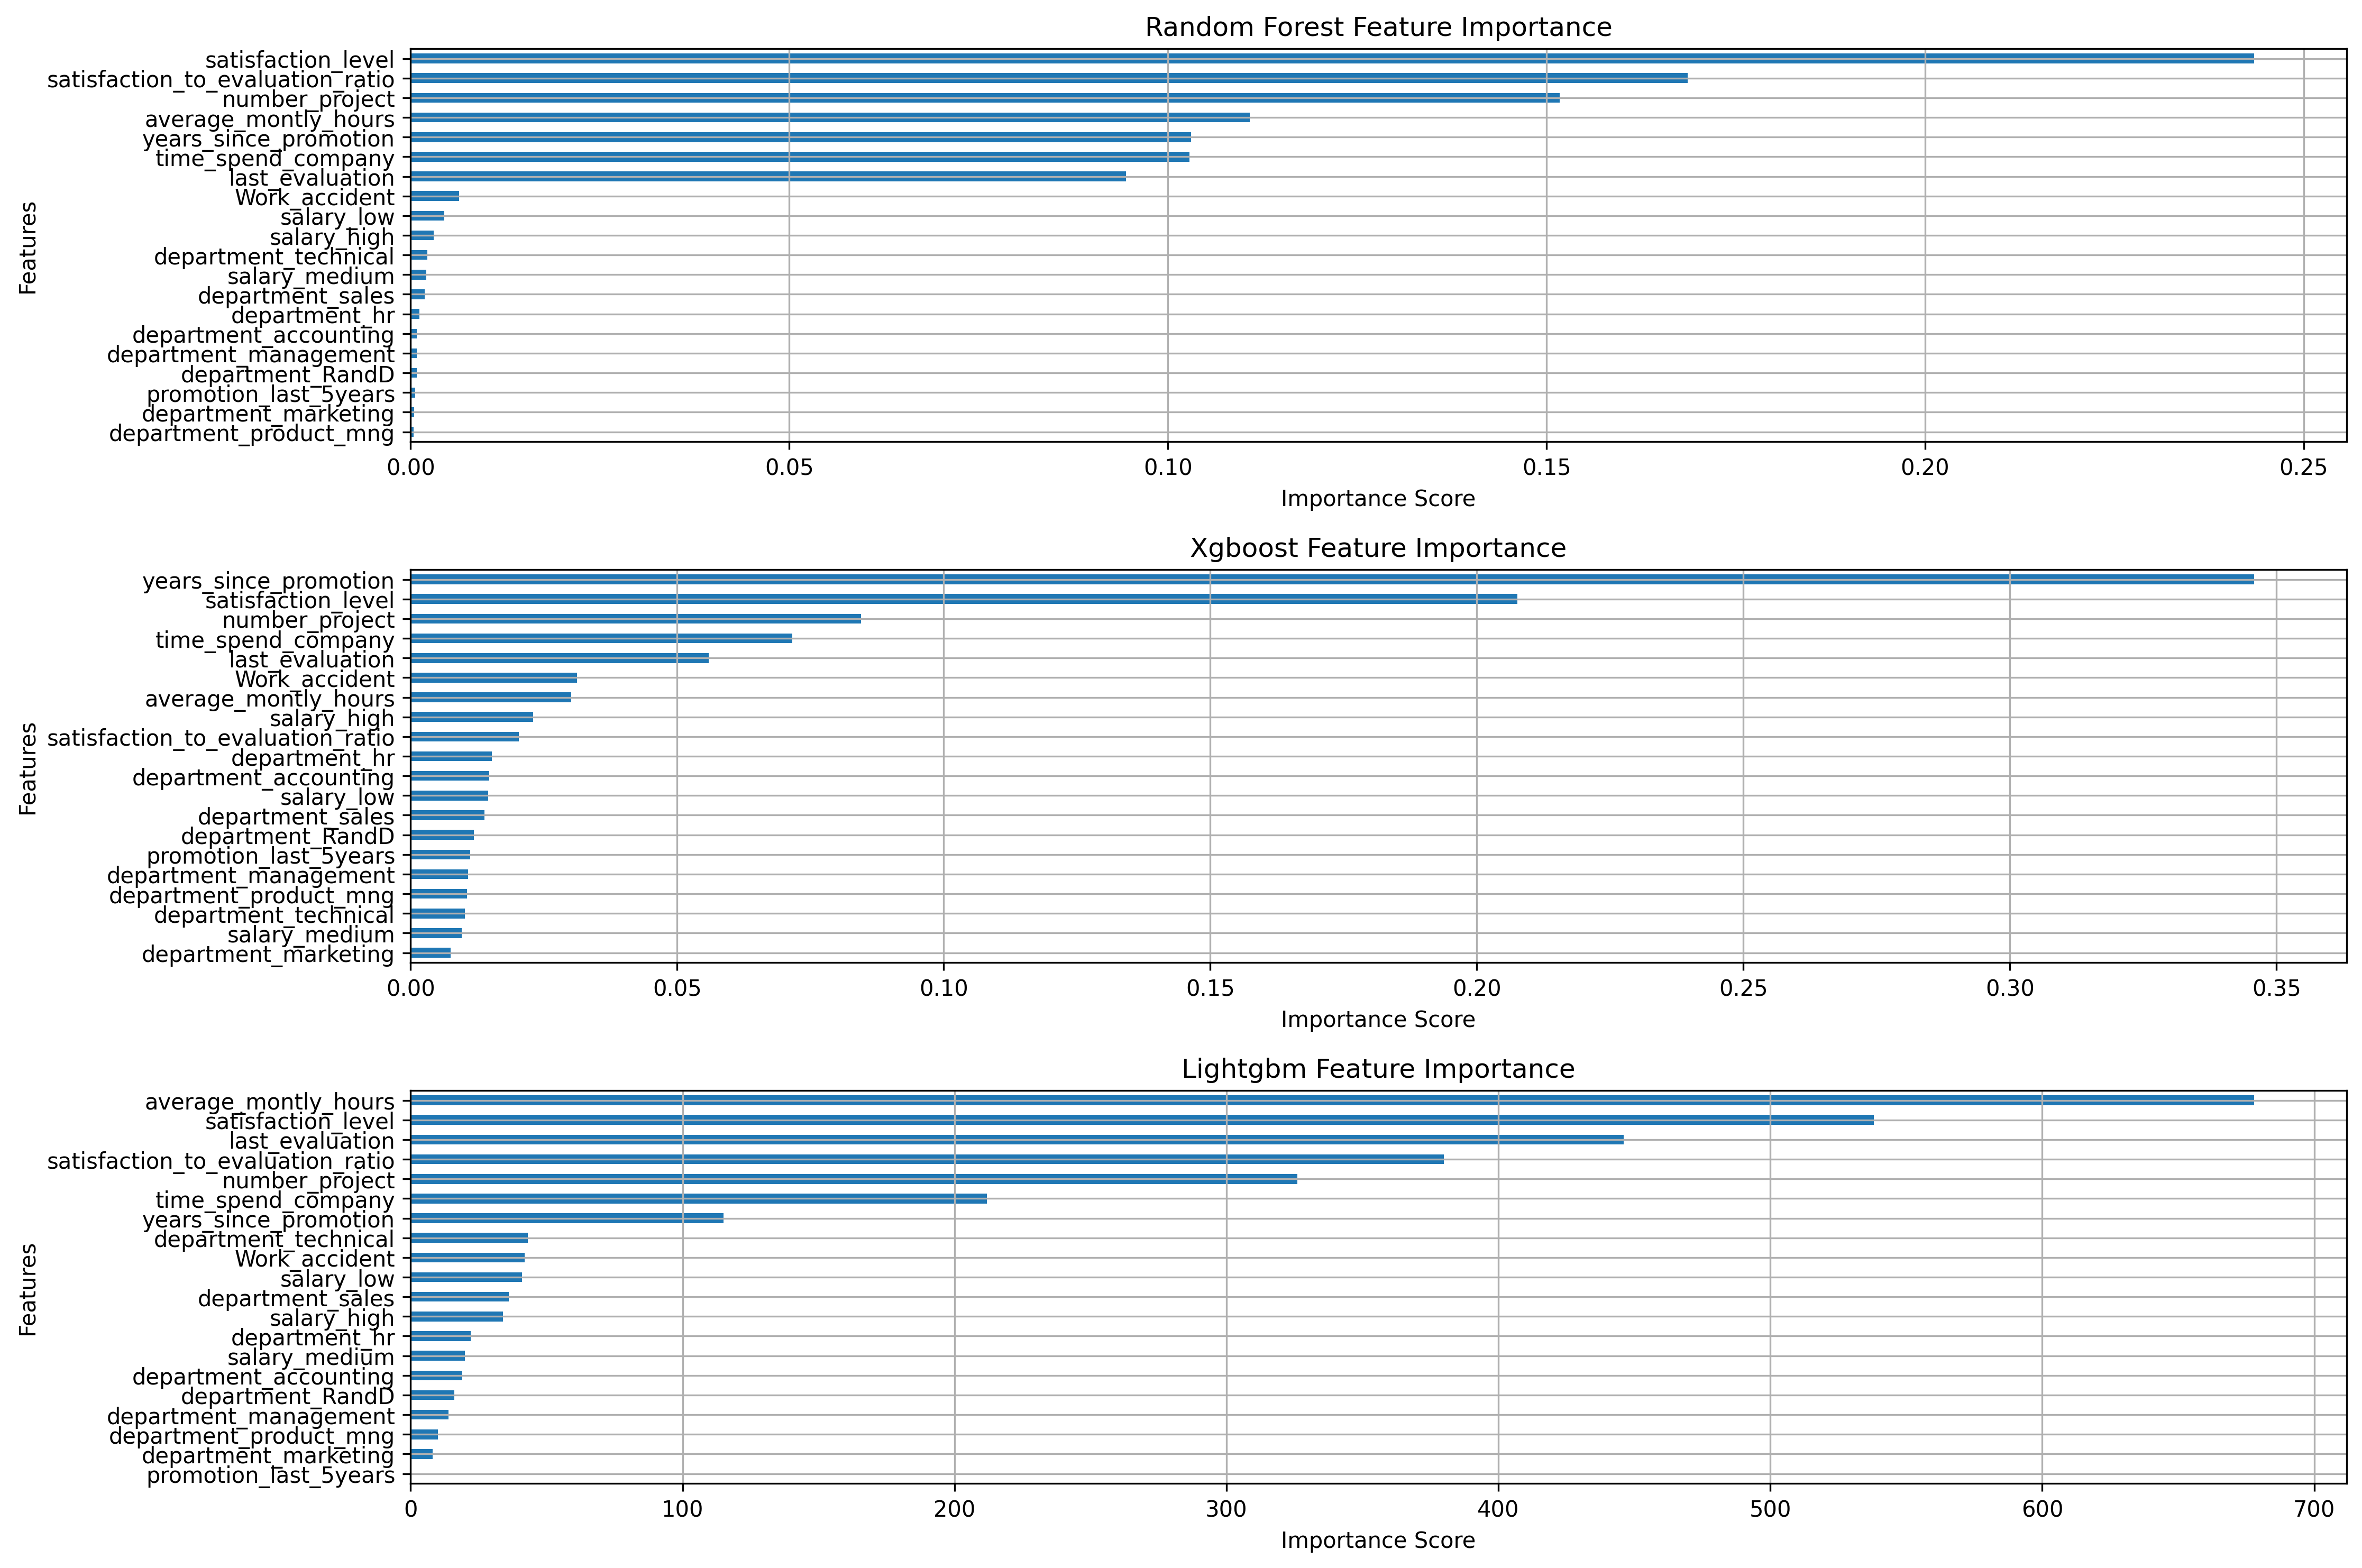 Random Forest Feature Importance
satisfaction_level
satisfaction_to_evaluation_ratio
number_project
average_montly_hours
years_since_promotion
time_spend_company
last_evaluation
Work_accident
salary_low
salary_high
department_technical
salary_medium
department_sales
department_hr
department_accounting
department_management
department_RandD
promotion_last_5years
department_marketing
department_product_mng
Features
0.00 0.05 0.10 0.15 0.20 0.25
Importance Score
Xgboost Feature Importance
years_since_promotion
satisfaction_level
number_project
time_spend_company
last_evaluation
Work_accident
average_montly_hours
salary_high
satisfaction_to_evaluation_ratio
department_hr
department_accounting
salary_low
department_sales
department_RandD
promotion_last_5years
department_management
department_product_mng
department_technical
salary_medium
department_marketing
Features
0.00 0.05 0.10 0.15 0.20 0.25 0.30 0.35
Importance Score
Lightgbm Feature Importance
average_montly_hours
satisfaction_level
last_evaluation
satisfaction_to_evaluation_ratio
number_project
time_spend_company
years_since_promotion
department_technical
Work_accident
salary_low
department_sales
salary_high
department_hr
salary_medium
department_accounting
department_RandD
department_management
department_product_mng
department_marketing
promotion_last_5years
Features
0 100 200 300 400 500 600 700
Importance Score